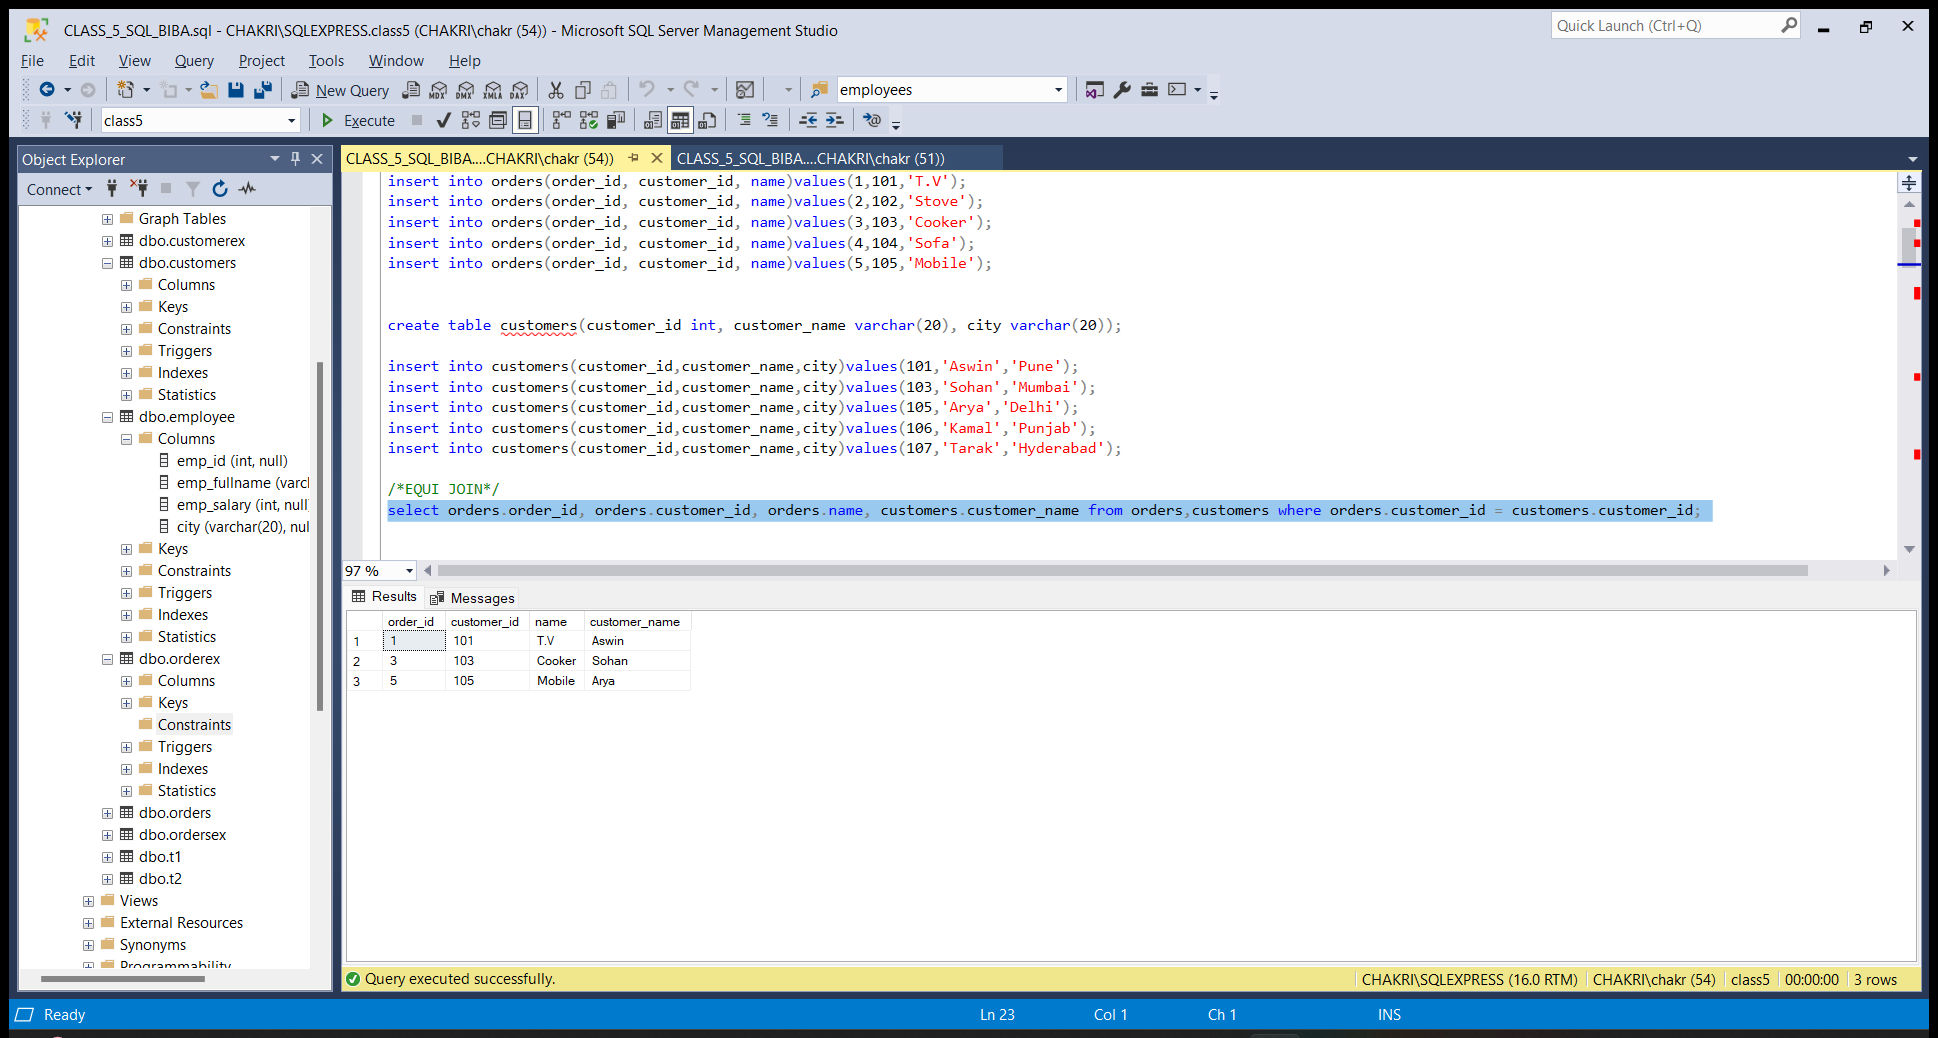 CLASS_5_SQL_BIBA.sql - CHAKRI\SQLEXPRESS.class5 (CHAKRI\chakr (54)) - Microsoft SQL Server Management Studio
Quick Launch (Ctrl+Q)
File Edit View Query Project Tools Window Help
New Query MDX DMX XMLA DAX employees
class5 Execute
Object Explorer
Connect
Graph Tables
dbo.customerex
dbo.customers
Columns
Keys
Constraints
Triggers
Indexes
Statistics
dbo.employee
Columns
emp_id (int, null)
emp_fullname (varcl
emp_salary (int, null
city (varchar(20), nul
Keys
Constraints
Triggers
Indexes
Statistics
dbo.orderex
Columns
Keys
Constraints
Triggers
Indexes
Statistics
dbo.orders
dbo.ordersex
dbo.t1
dbo.t2
Views
External Resources
Synonyms
Programmability
CLASS_5_SQL_BIBA....CHAKRI\chakr (54)) CLASS_5_SQL_BIBA....CHAKRI\chakr (51))
insert into orders(order_id, customer_id, name)values(1,101,'T.V');
insert into orders(order_id, customer_id, name)values(2,102,'Stove');
insert into orders(order_id, customer_id, name)values(3,103,'Cooker');
insert into orders(order_id, customer_id, name)values(4,104,'Sofa');
insert into orders(order_id, customer_id, name)values(5,105,'Mobile');
create table customers(customer_id int, customer_name varchar(20), city varchar(20));
insert into customers(customer_id,customer_name,city)values(101,'Aswin','Pune');
insert into customers(customer_id,customer_name,city)values(103,'Sohan','Mumbai');
insert into customers(customer_id,customer_name,city)values(105,'Arya','Delhi');
insert into customers(customer_id,customer_name,city)values(106,'Kamal','Punjab');
insert into customers(customer_id,customer_name,city)values(107,'Tarak','Hyderabad');
/*EQUI JOIN*/
select orders.order_id, orders.customer_id, orders.name, customers.customer_name from orders,customers where orders.customer_id = customers.customer_id;
97 %
Results Messages
order_id customer_id name customer_name
1 1 101 T.V Aswin
2 3 103 Cooker Sohan
3 5 105 Mobile Arya
Query executed successfully. CHAKRI\SQLEXPRESS (16.0 RTM) CHAKRI\chakr (54) class5 00:00:00 3 rows
Ready Ln 23 Col 1 Ch 1 INS